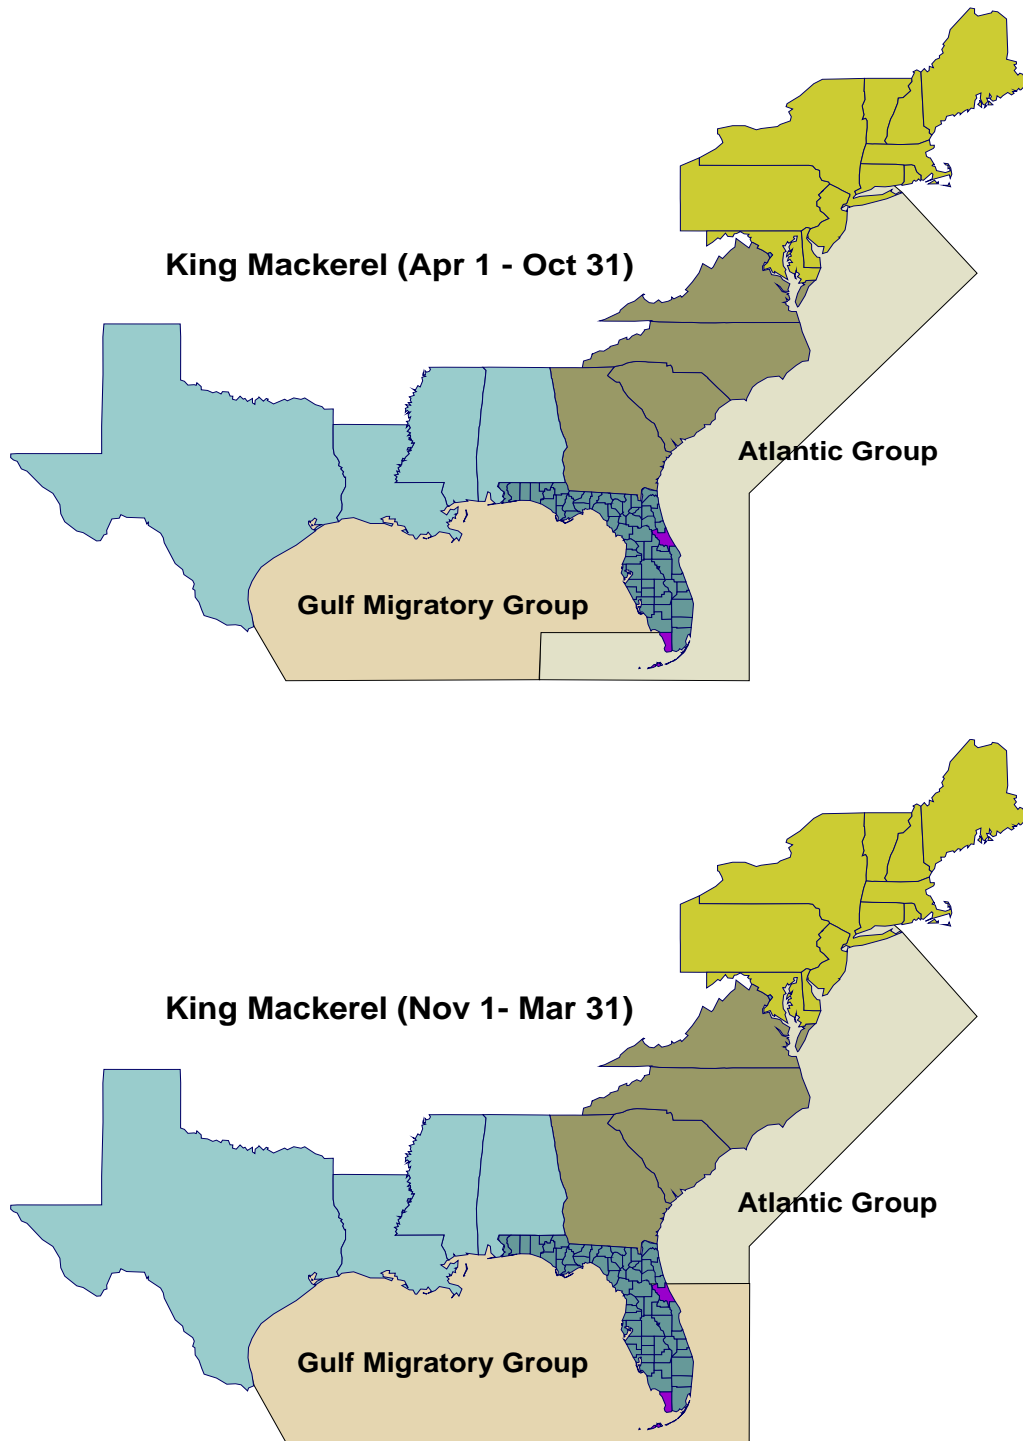 King Mackerel (Apr 1 - Oct 31)
Atlantic Group
Gulf Migratory Group
King Mackerel (Nov 1- Mar 31)
Atlantic Group
Gulf Migratory Group